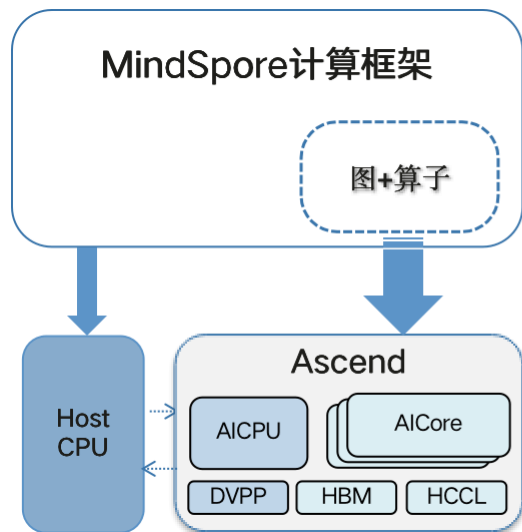 MindSpore计算框架
图+算子
Host
CPU
Ascend
AICPU
AICore
DVPP
HBM
HCCL